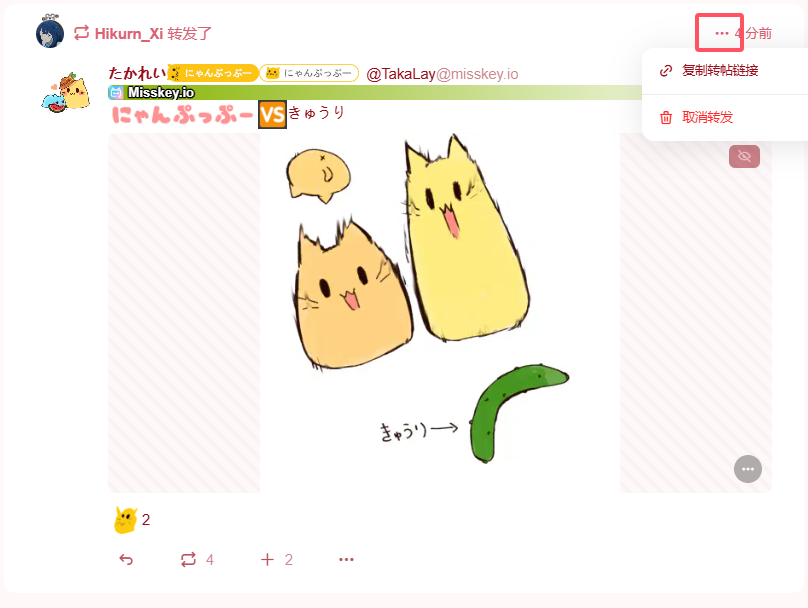 Hikurn_Xi 转发了
4 分前
复制转帖链接
取消转发
たかれい にゃんぷっぷー にゃんぷっぷー @TakaLay@misskey.io
Misskey.io
にゃんぷっぷー VS きゅうり
きゅうり→
2
4
2